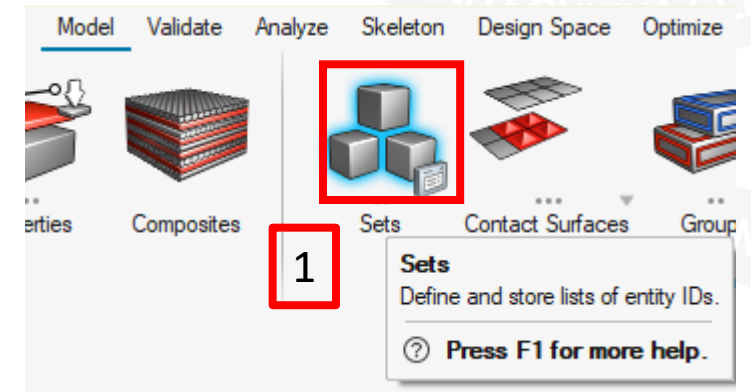 Model Validate Analyze Skeleton Design Space Optimize
erties Composites Sets Contact Surfaces Group
1
Sets
Define and store lists of entity IDs.
Press F1 for more help.